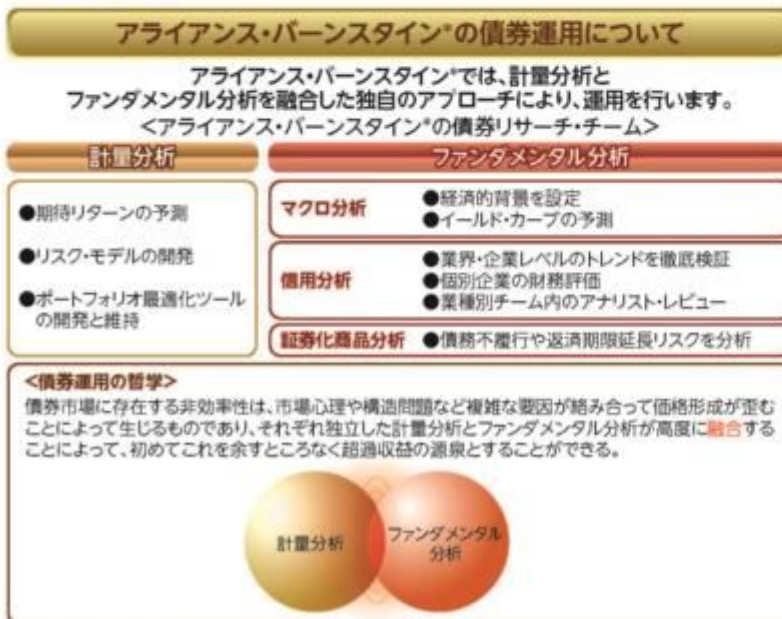 アライアンス・バーンスタイン*の債券運用について
アライアンス・バーンスタイン*では、計量分析と
ファンダメンタル分析を融合した独自のアプローチにより、運用を行います。
<アライアンス・バーンスタイン*の債券リサーチ・チーム>
計量分析
●期待リターンの予測
●リスク・モデルの開発
●ポートフォリオ最適化ツール
の開発と維持
ファンダメンタル分析
マクロ分析
●経済的背景を設定
●イールド・カーブの予測
信用分析
●業界・企業レベルのトレンドを徹底検証
●個別企業の財務評価
●業種別チーム内のアナリスト・レビュー
証券化商品分析
●債務不履行や返済期限延長リスクを分析
<債券運用の哲学>
債券市場に存在する非効率性は、市場心理や構造問題など複雑な要因が絡み合って価格形成が歪む
ことによって生じるものであり、それぞれ独立した計量分析とファンダメンタル分析が高度に融合する
ことによって、初めてこれを余すところなく超過収益の源泉とすることができる。
計量分析
ファンダメンタル
分析